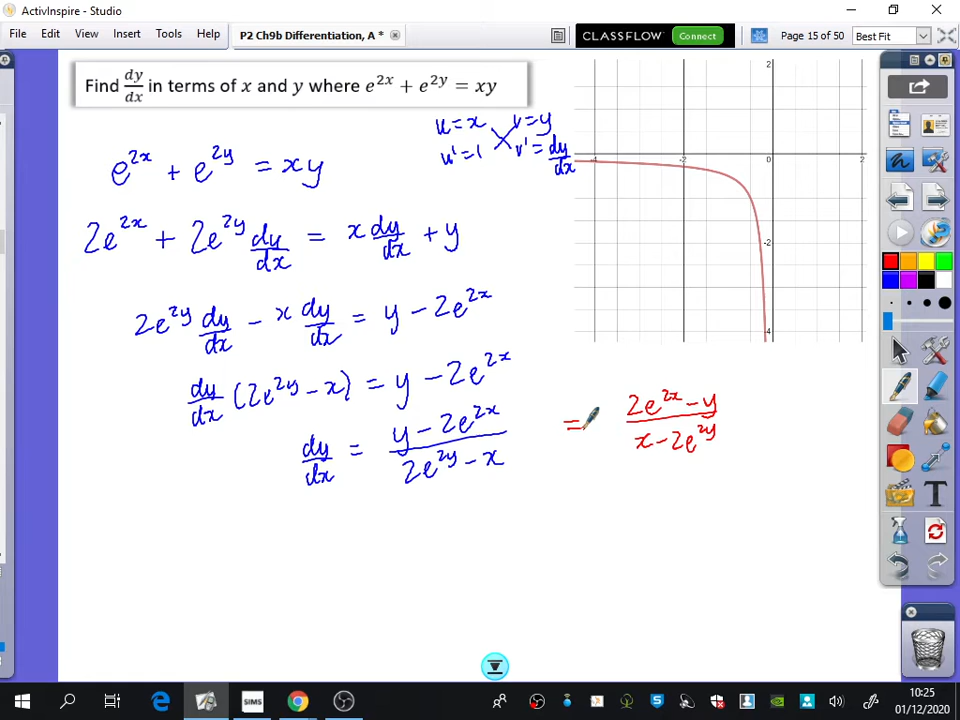 ActivInspire - Studio
File Edit View Insert Tools Help
P2 Ch9b Differentiation, A *
CLASSFLOW Connect
Page 15 of 50
Best Fit
Find dy/dx in terms of x and y where e^{2x} + e^{2y} = xy
u = x v = y
u' = 1 v' = dy/dx
e^{2x} + e^{2y} = xy
2e^{2x} + 2e^{2y} dy/dx = x dy/dx + y
2e^{2y} dy/dx - x dy/dx = y - 2e^{2x}
dy/dx (2e^{2y} - x) = y - 2e^{2x}
dy/dx = (y - 2e^{2x})/(2e^{2y} - x) = (2e^{2x} - y)/(x - 2e^{2y})
2
-4 -2 0 2
-2
-4
T
SIMS
S
10:25
01/12/2020